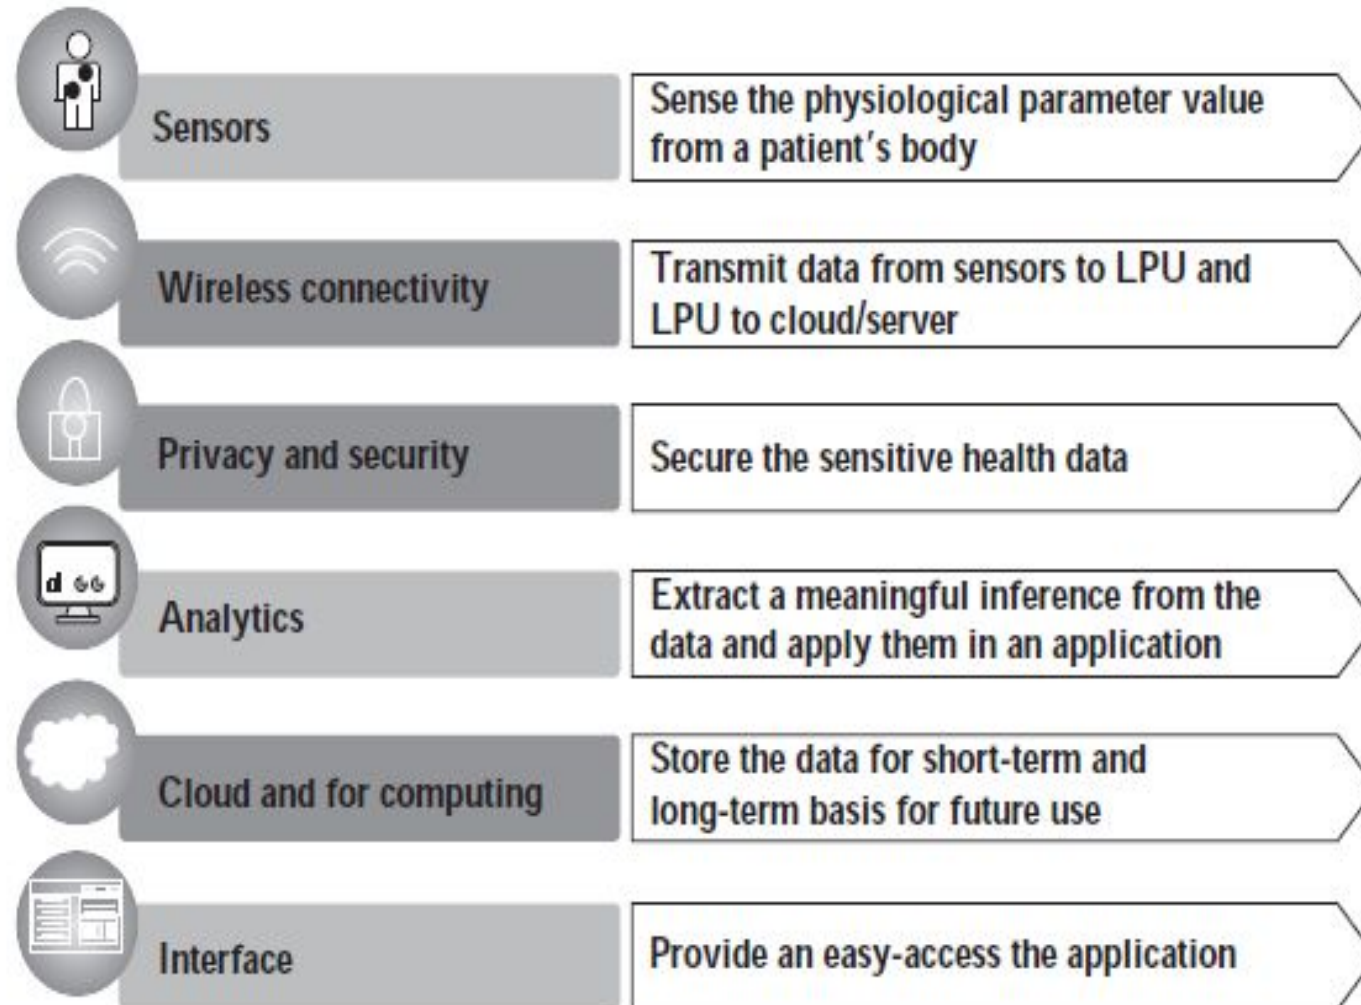 Sensors
Sense the physiological parameter value
from a patient's body
Wireless connectivity
Transmit data from sensors to LPU and
LPU to cloud/server
Privacy and security
Secure the sensitive health data
Analytics
Extract a meaningful inference from the
data and apply them in an application
Cloud and for computing
Store the data for short-term and
long-term basis for future use
Interface
Provide an easy-access the application